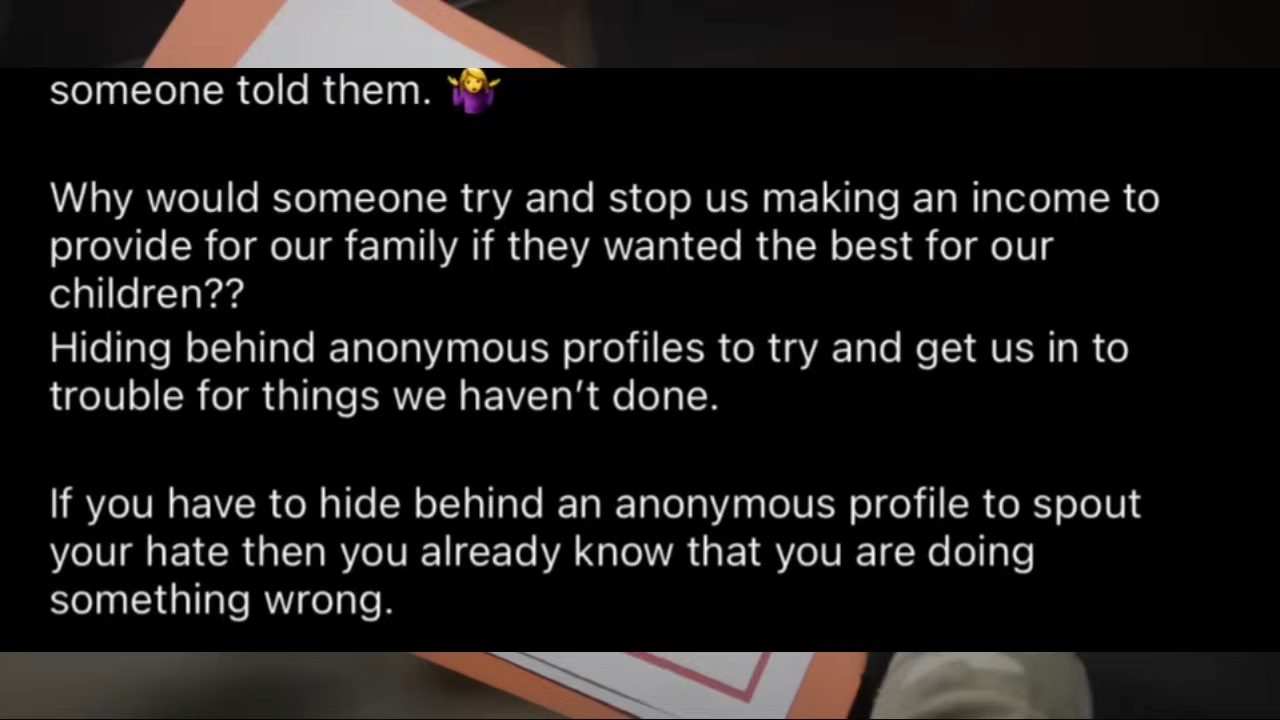 someone told them. 🤷‍♀️
Why would someone try and stop us making an income to
provide for our family if they wanted the best for our
children??
Hiding behind anonymous profiles to try and get us in to
trouble for things we haven’t done.
If you have to hide behind an anonymous profile to spout
your hate then you already know that you are doing
something wrong.